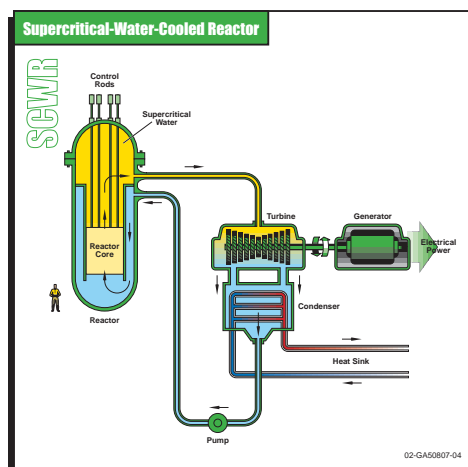 Supercritical-Water-Cooled Reactor
SCWR
Control
Rods
Supercritical
Water
Turbine
Generator
Electrical
Power
Reactor
Core
Condenser
Reactor
Heat Sink
Pump
02-GA50807-04